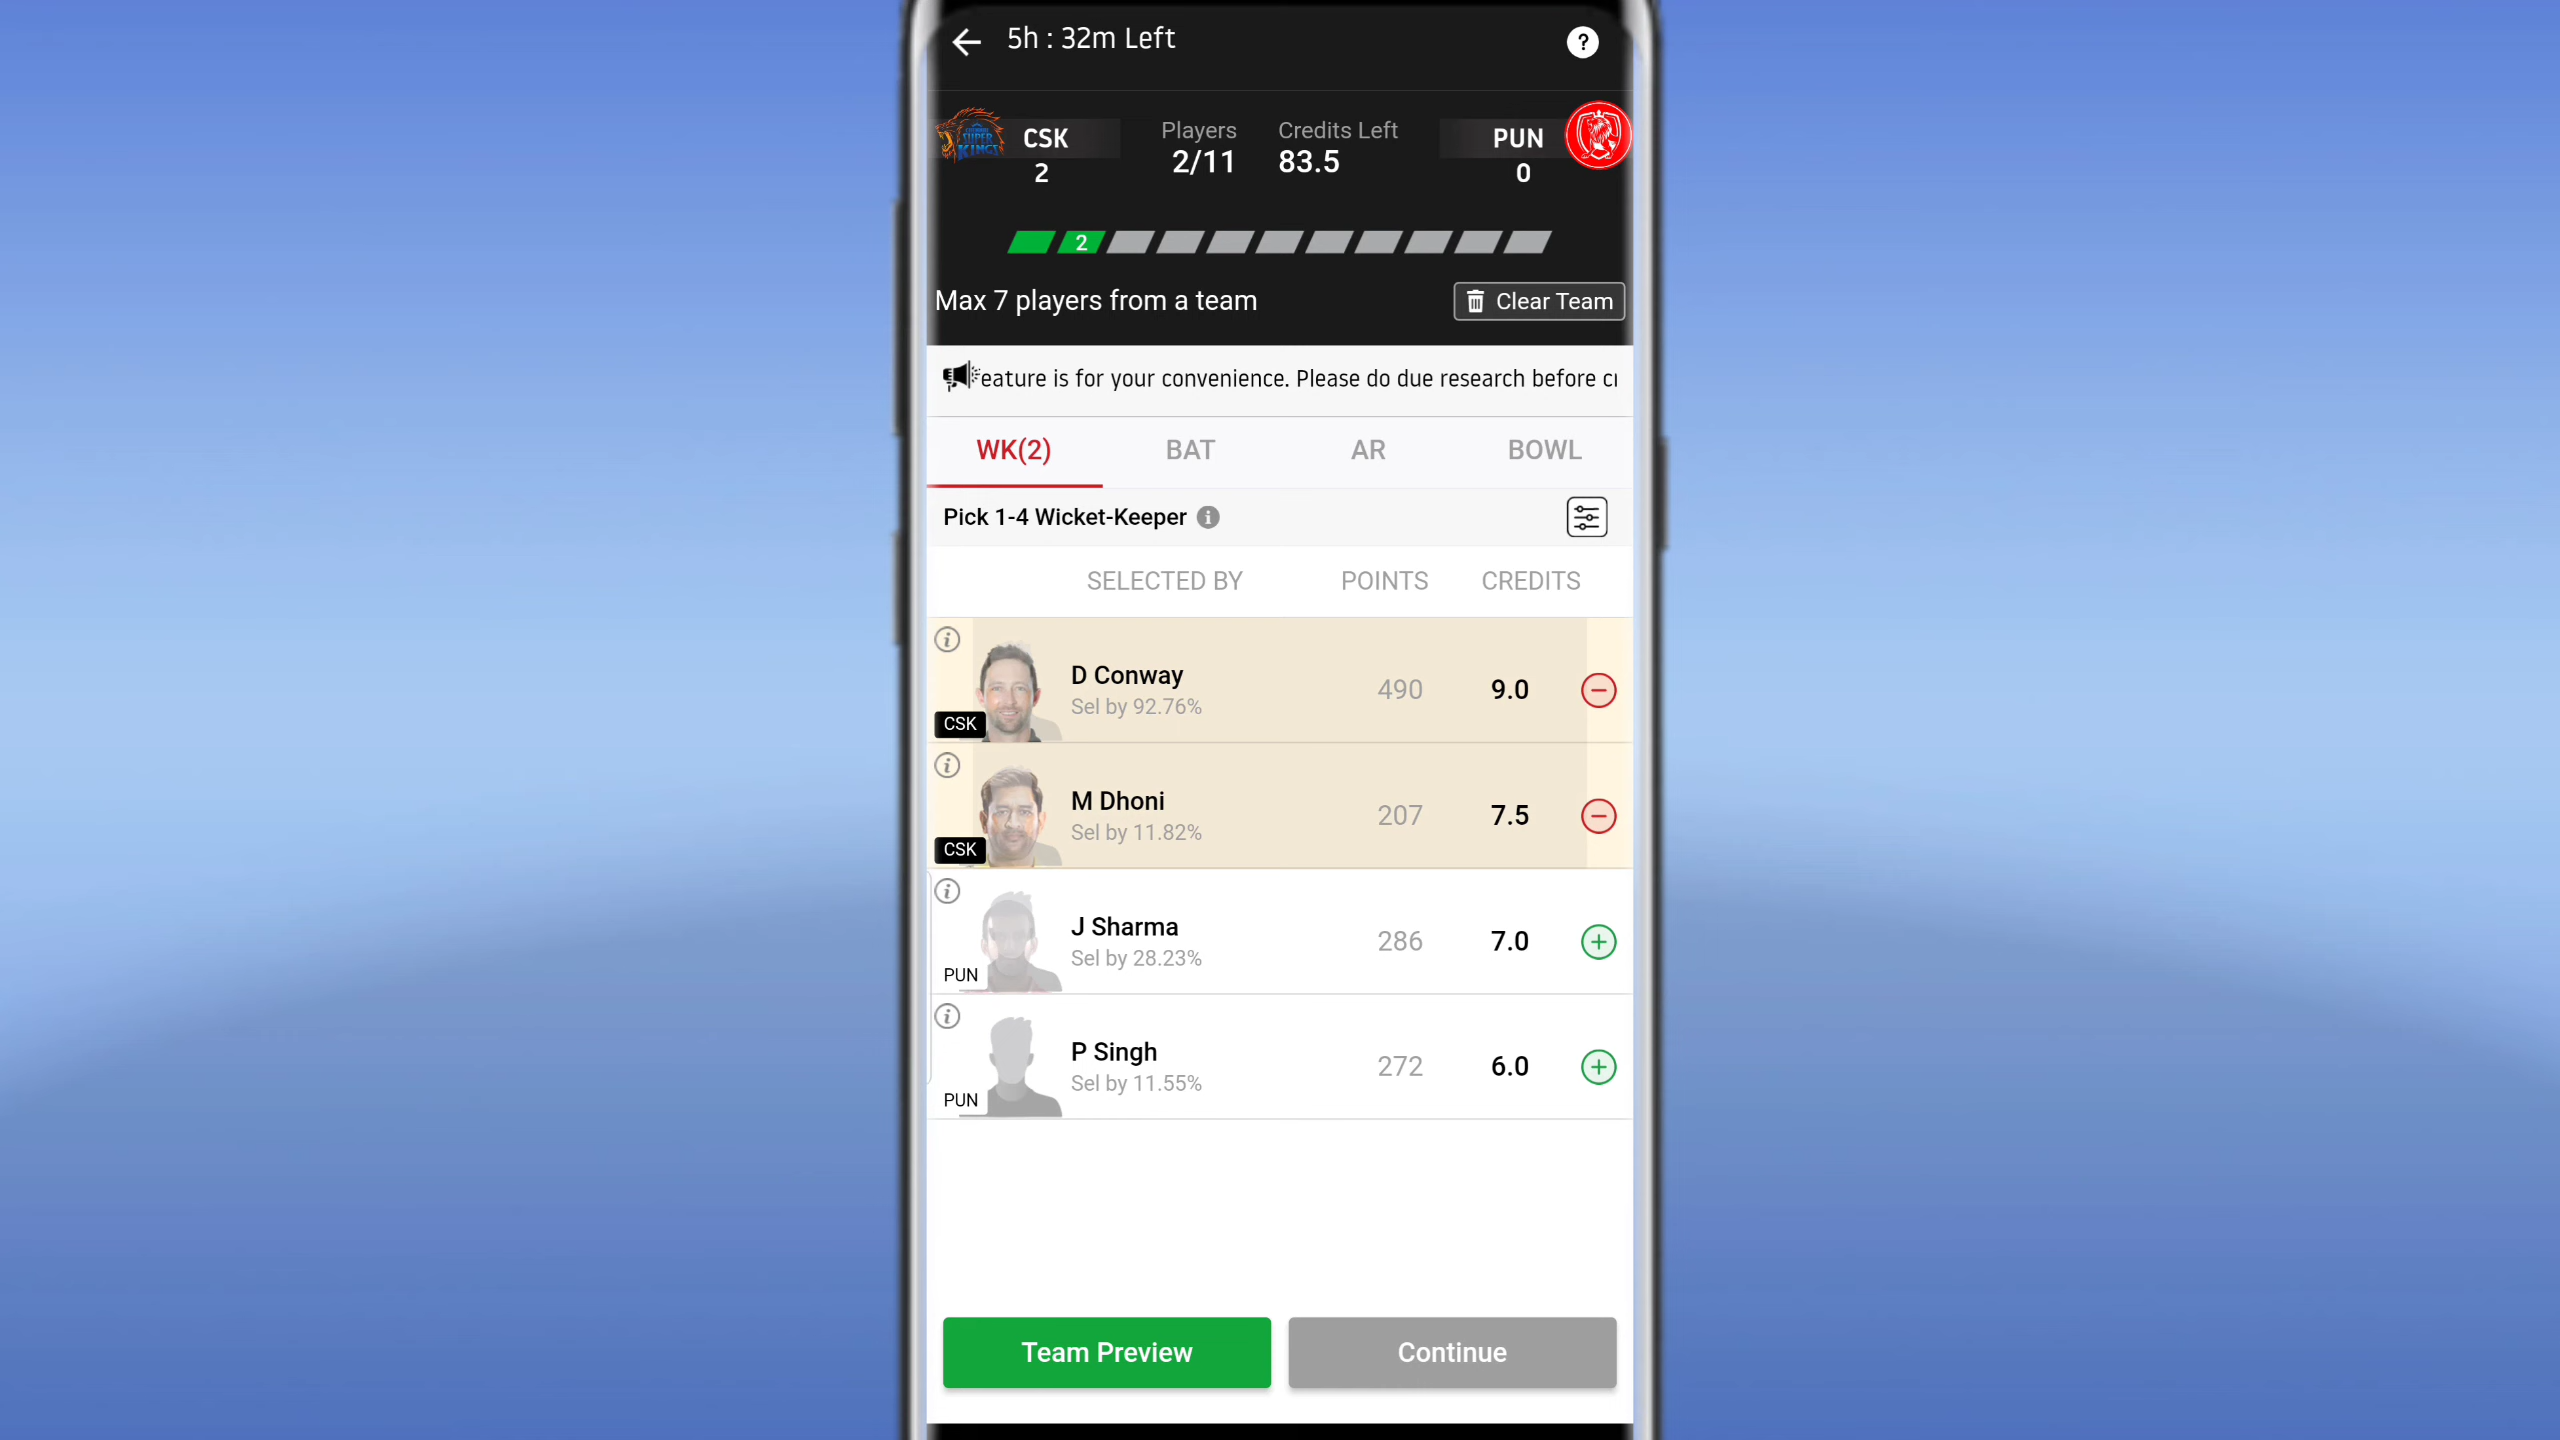 5h : 32m Left
?
SUPER
KINGS
CSK
2
Players
2/11
Credits Left
83.5
PUN
0
2
Max 7 players from a team
Clear Team
eature is for your convenience. Please do due research before cr
WK(2)
BAT
AR
BOWL
Pick 1-4 Wicket-Keeper
SELECTED BY
POINTS
CREDITS
D Conway
Sel by 92.76%
490
9.0
CSK
M Dhoni
Sel by 11.82%
207
7.5
CSK
J Sharma
Sel by 28.23%
286
7.0
PUN
P Singh
Sel by 11.55%
272
6.0
PUN
Team Preview
Continue